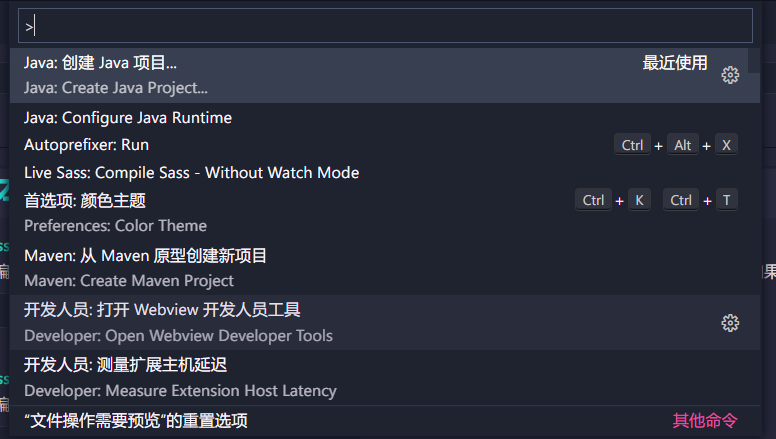 >
Java: 创建 Java 项目... 最近使用
Java: Create Java Project...
Java: Configure Java Runtime
Autoprefixer: Run Ctrl + Alt + X
Live Sass: Compile Sass - Without Watch Mode
首选项: 颜色主题 Ctrl + K Ctrl + T
Preferences: Color Theme
Maven: 从 Maven 原型创建新项目
Maven: Create Maven Project
开发人员: 打开 Webview 开发人员工具
Developer: Open Webview Developer Tools
开发人员: 测量扩展主机延迟
Developer: Measure Extension Host Latency
“文件操作需要预览”的重置选项 其他命令